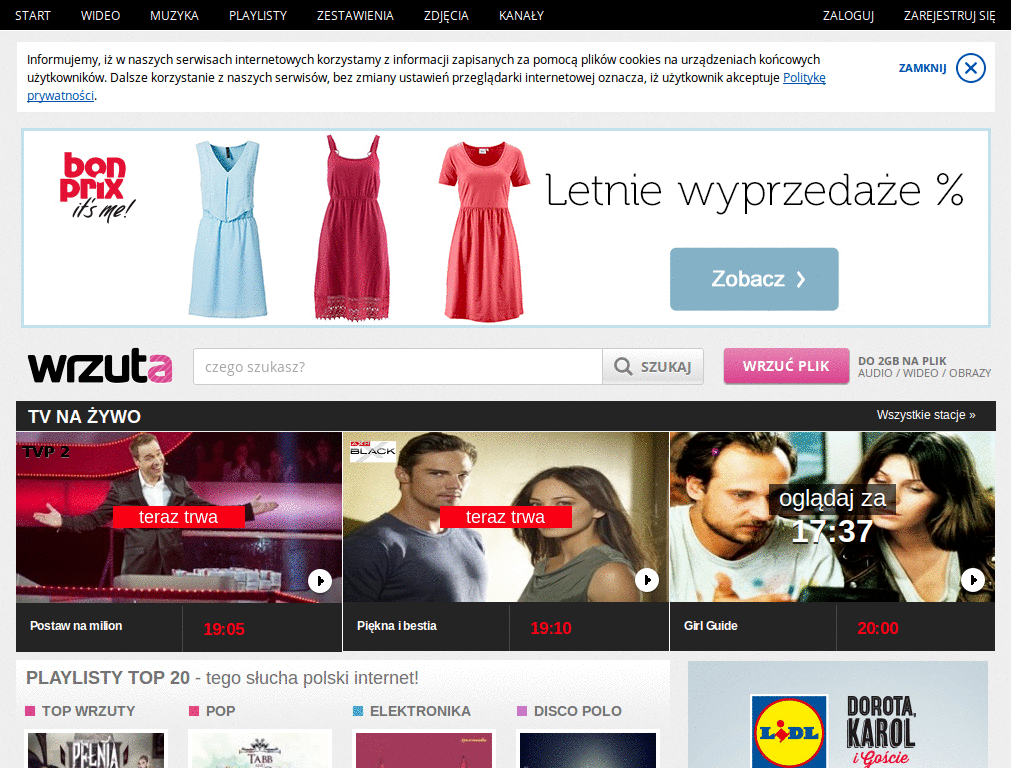 START WIDEO MUZYKA PLAYLISTY ZESTAWIENIA ZDJĘCIA KANAŁY ZALOGUJ ZAREJESTRUJ SIĘ
Informujemy, iż w naszych serwisach internetowych korzystamy z informacji zapisanych za pomocą plików cookies na urządzeniach końcowych
użytkowników. Dalsze korzystanie z naszych serwisów, bez zmiany ustawień przeglądarki internetowej oznacza, iż użytkownik akceptuje Politykę
prywatności.
ZAMKNIJ
bon
prix
it's me!
Letnie wyprzedaże %
Zobacz
wrzuta
czego szukasz?
SZUKAJ
WRZUĆ PLIK
DO 2GB NA PLIK
AUDIO / WIDEO / OBRAZY
TV NA ŻYWO
Wszystkie stacje »
TVP 2
teraz trwa
Postaw na milion
19:05
AXN
BLACK
teraz trwa
Piękna i bestia
19:10
oglądaj za
17:37
Girl Guide
20:00
PLAYLISTY TOP 20 - tego słucha polski internet!
TOP WRZUTY
POP
ELEKTRONIKA
DISCO POLO
PEŁNIA
TABB
LIDL
DOROTA,
KAROL
i Goście